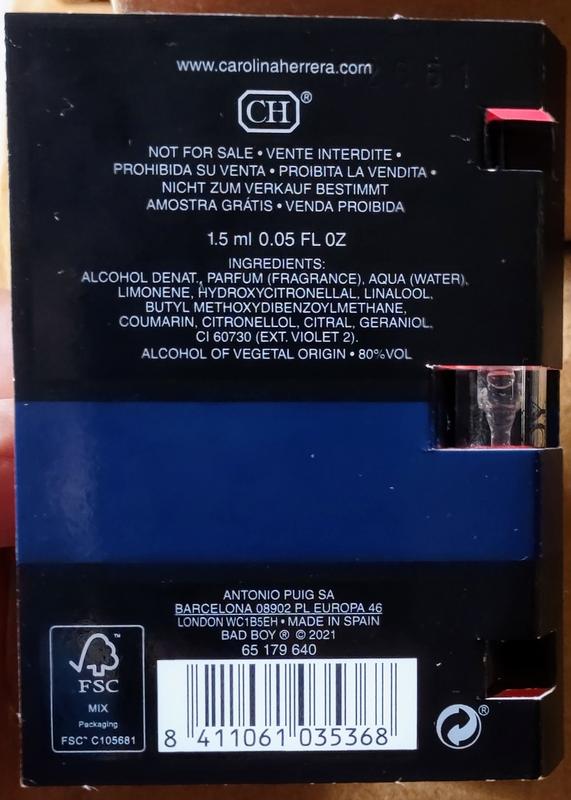 www.carolinaherrera.com
CH®
NOT FOR SALE • VENTE INTERDITE •
PROHIBIDA SU VENTA • PROIBITA LA VENDITA •
NICHT ZUM VERKAUF BESTIMMT
AMOSTRA GRÁTIS • VENDA PROIBIDA
1.5 ml 0.05 FL OZ
INGREDIENTS:
ALCOHOL DENAT., PARFUM (FRAGRANCE), AQUA (WATER),
LIMONENE, HYDROXYCITRONELLAL, LINALOOL,
BUTYL METHOXYDIBENZOYLMETHANE,
COUMARIN, CITRONELLOL, CITRAL, GERANIOL,
CI 60730 (EXT. VIOLET 2).
ALCOHOL OF VEGETAL ORIGIN • 80%VOL
ANTONIO PUIG SA
BARCELONA 08902 PL EUROPA 46
LONDON WC1B5EH • MADE IN SPAIN
BAD BOY ® © 2021
65 179 640
FSC™
MIX
Packaging
FSC™ C105681
8 411061 035368
®